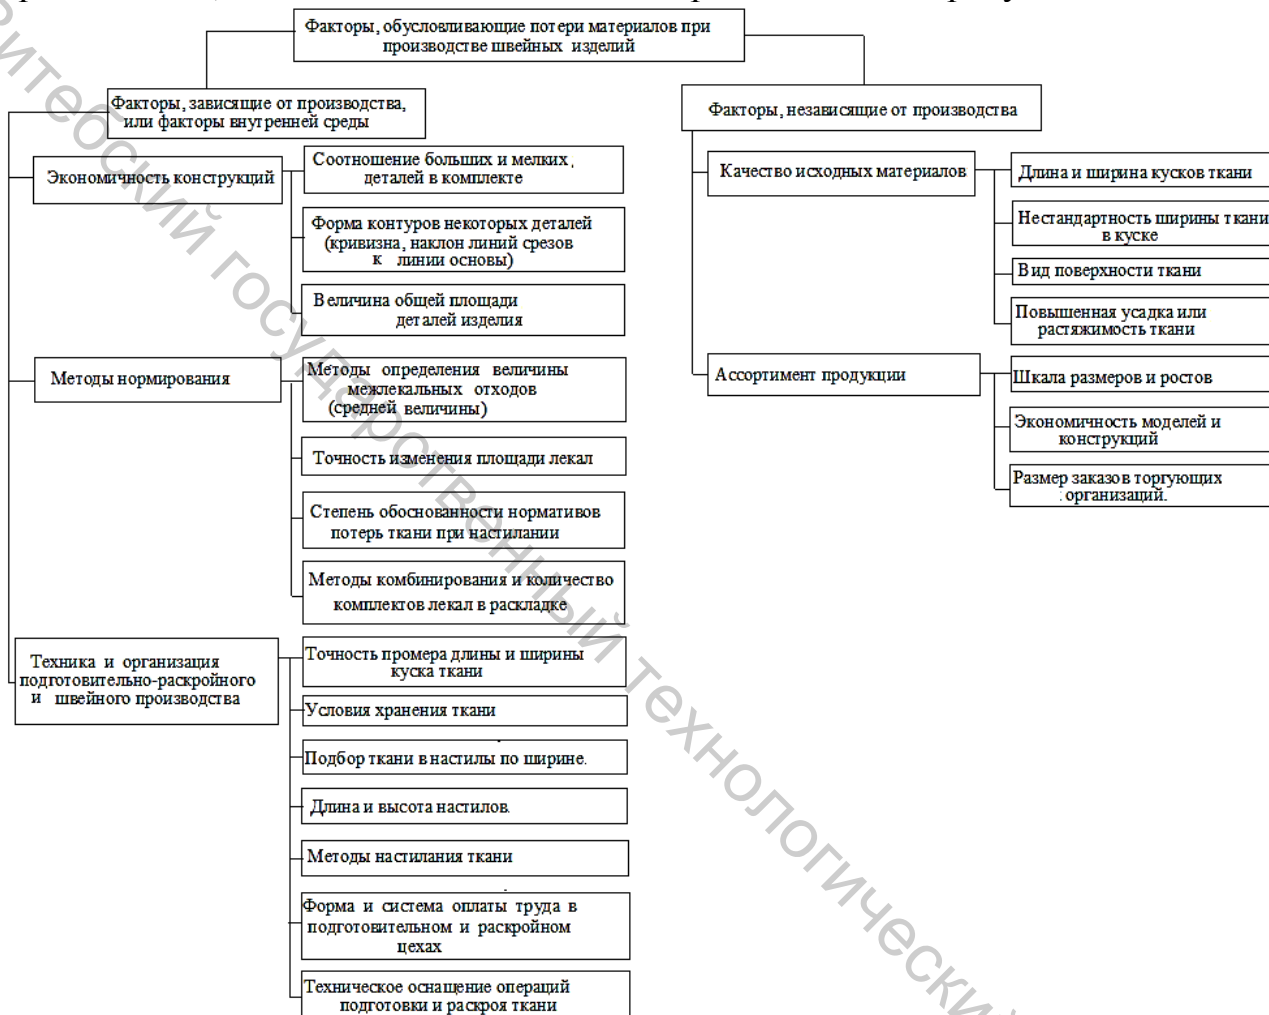 Факторы, обусловливающие потери материалов при
производстве швейных изделий
Факторы, зависящие от производства,
или факторы внутренней среды
Экономичность конструкций
Соотношение больших и мелких
деталей в комплекте
Форма контуров некоторых деталей
(кривизна, наклон линий срезов
к линии основы)
Величина общей площади
деталей изделия
Методы нормирования
Методы определения величины
межлекальных отходов
(средней величины)
Точность изменения площади лекал
Степень обоснованности нормативов
потерь ткани при настилании
Методы комбинирования и количество
комплектов лекал в раскладке
Техника и организация
подготовительно-раскройного
и швейного производства
Точность промера длины и ширины
куска ткани
Условия хранения ткани
Подбор ткани в настилы по ширине.
Длина и высота настилов.
Методы настилания ткани
Форма и система оплаты труда в
подготовительном и раскройном
цехах
Техническое оснащение операций
подготовки и раскроя ткани
Факторы, независящие от производства
Качество исходных материалов
Длина и ширина кусков ткани
Нестандартность ширины ткани
в куске
Вид поверхности ткани
Повышенная усадка или
растяжимость ткани
Ассортимент продукции
Шкала размеров и ростов
Экономичность моделей и
конструкций
Размер заказов торгующих
организаций.
Витебский государственный технологический